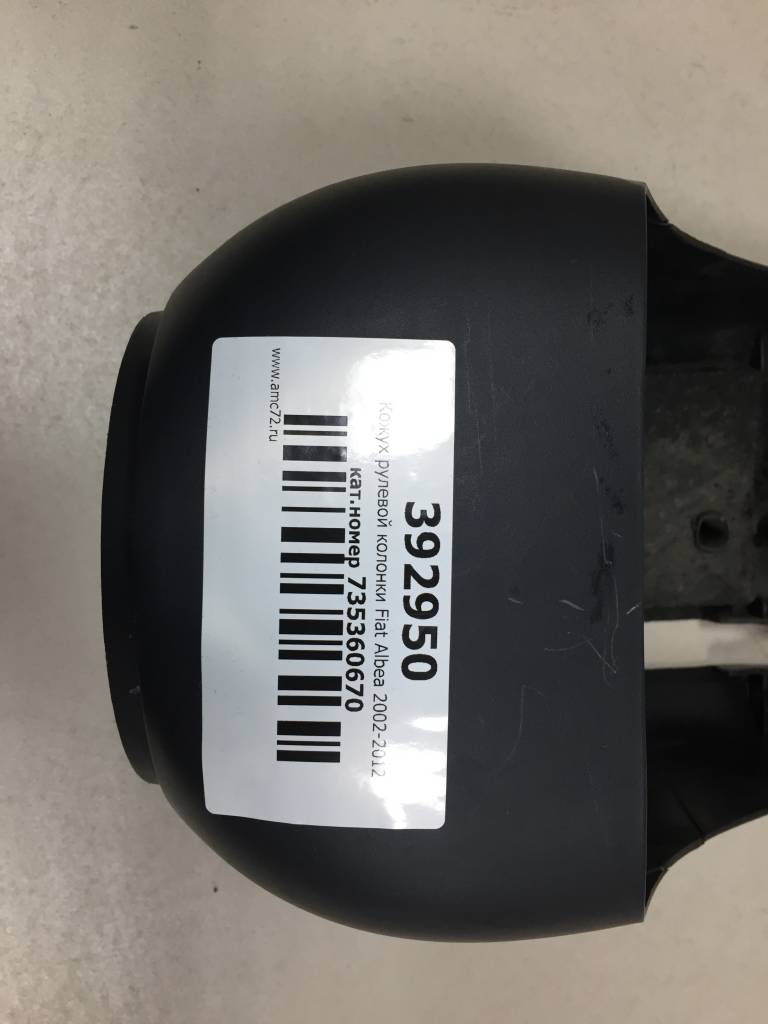 392950
Кожух рулевой колонки Fiat Albea 2002-2012
кат.номер 735360670
www.amc72.ru